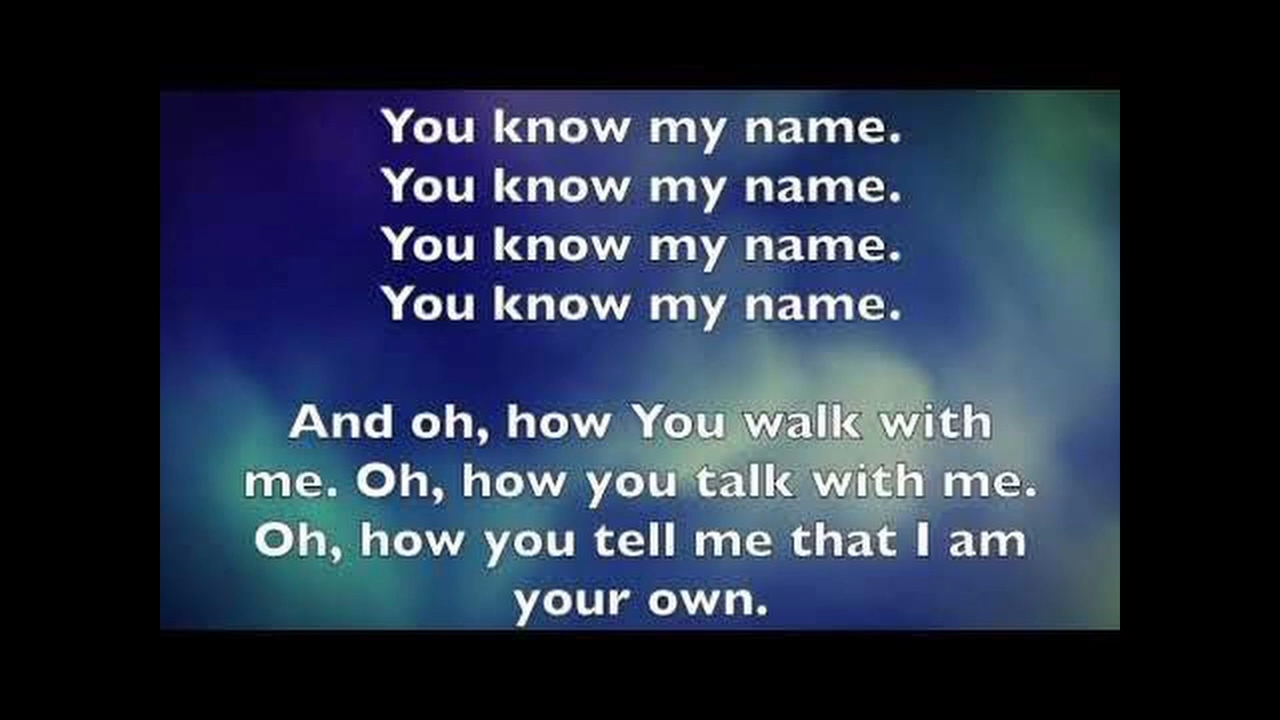 You know my name.
You know my name.
You know my name.
You know my name.
And oh, how You walk with
me. Oh, how you talk with me.
Oh, how you tell me that I am
your own.